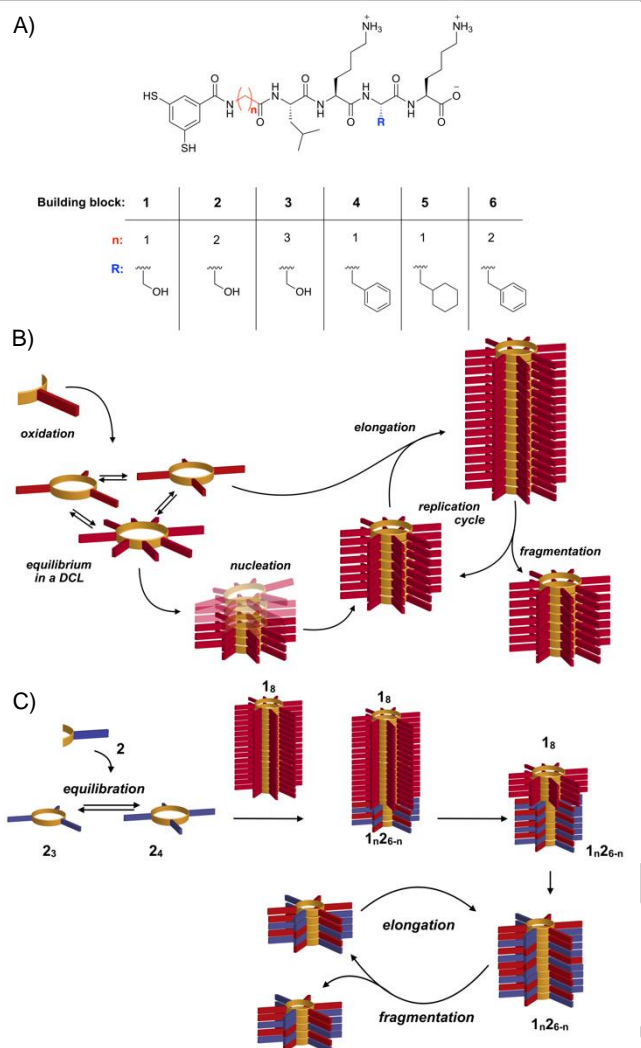 A)
NH3+
NH3+
O
H
N
O
H
N
O
O−
HS
N
H
n
O
N
H
O
N
H
O
R
SH
Building block: 1 2 3 4 5 6
n: 1 2 3 1 1 2
R:
OH OH OH
B)
oxidation
elongation
replication
cycle
equilibrium
in a DCL
nucleation
fragmentation
C)
2
equilibration
2₃ 2₄
1₈
1₈
1ₙ2₆₋ₙ
1₈
1ₙ2₆₋ₙ
elongation
fragmentation
1ₙ2₆₋ₙ